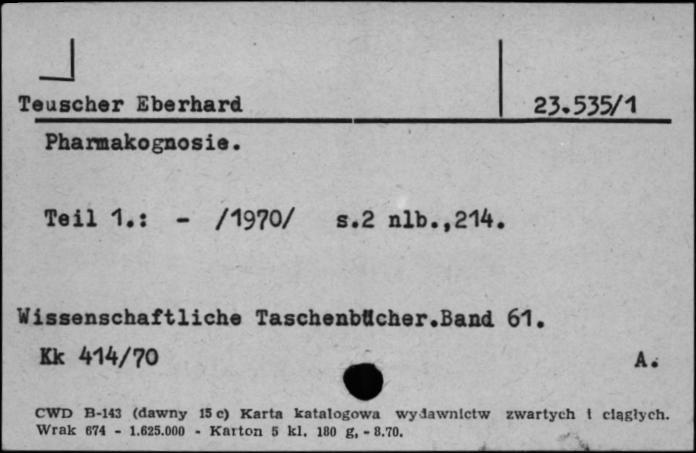 Teuscher Eberhard 23.535/1
Pharmakognosie.
Teil 1.: - /1970/ s.2 nlb.,214.
Wissenschaftliche Taschenbücher.Band 61.
Kk 414/70 A.
CWD B-143 (dawny 15 c) Karta katalogowa wydawnictw zwartych i ciągłych.
Wrak 674 - 1.625.000 - Karton 5 kl. 180 g, - 8.70.